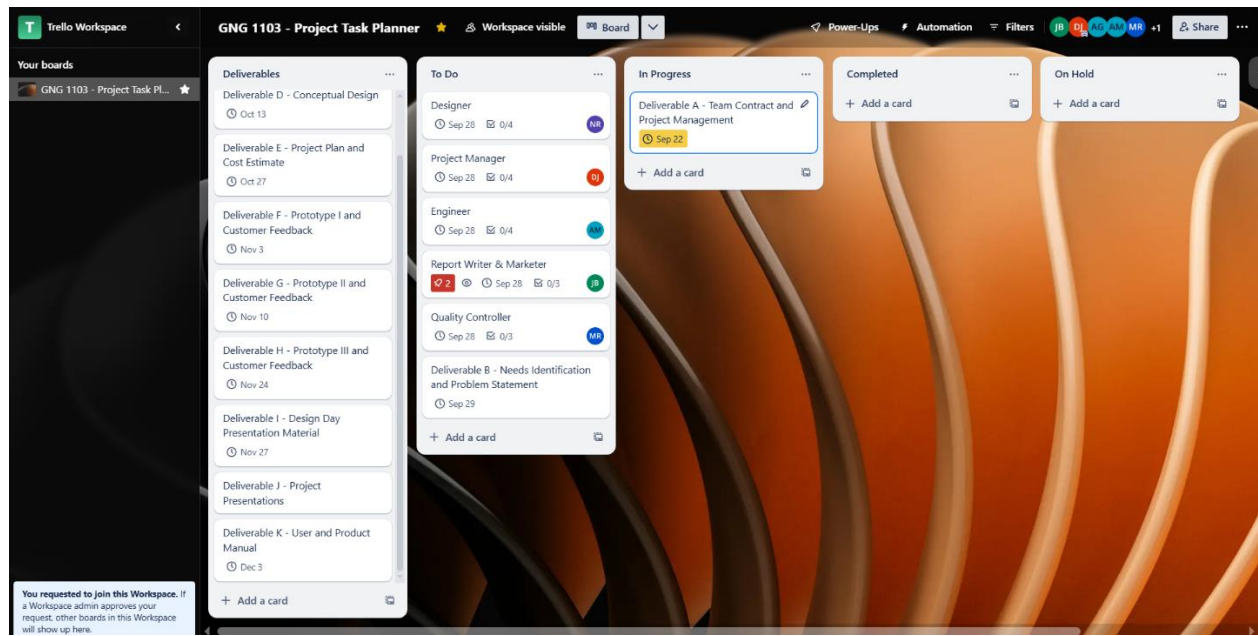 T Trello Workspace
GNG 1103 - Project Task Planner
Workspace visible
Board
Power-Ups
Automation
Filters
JB DJ AG AM MR +1
Share
Your boards
GNG 1103 - Project Task Pl...
You requested to join this Workspace. If
a Workspace admin approves your
request, other boards in this Workspace
will show up here.
Deliverables
Deliverable D - Conceptual Design
Oct 13
Deliverable E - Project Plan and
Cost Estimate
Oct 27
Deliverable F - Prototype I and
Customer Feedback
Nov 3
Deliverable G - Prototype II and
Customer Feedback
Nov 10
Deliverable H - Prototype III and
Customer Feedback
Nov 24
Deliverable I - Design Day
Presentation Material
Nov 27
Deliverable J - Project
Presentations
Deliverable K - User and Product
Manual
Dec 3
+ Add a card
To Do
Designer
Sep 28 0/4 NR
Project Manager
Sep 28 0/4 DJ
Engineer
Sep 28 0/4 AM
Report Writer & Marketer
2 Sep 28 0/3 JB
Quality Controller
Sep 28 0/3 MR
Deliverable B - Needs Identification
and Problem Statement
Sep 29
+ Add a card
In Progress
Deliverable A - Team Contract and
Project Management
Sep 22
+ Add a card
Completed
+ Add a card
On Hold
+ Add a card